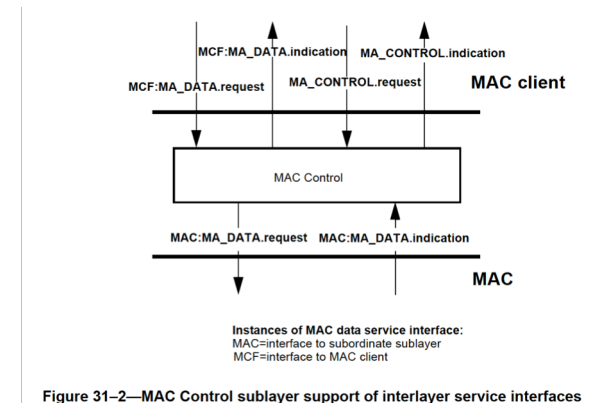 MCF:MA_DATA.indication MA_CONTROL.indication
MCF:MA_DATA.request MA_CONTROL.request MAC client
MAC Control
MAC:MA_DATA.request MAC:MA_DATA.indication
MAC
Instances of MAC data service interface:
MAC=interface to subordinate sublayer
MCF=interface to MAC client
Figure 31–2—MAC Control sublayer support of interlayer service interfaces